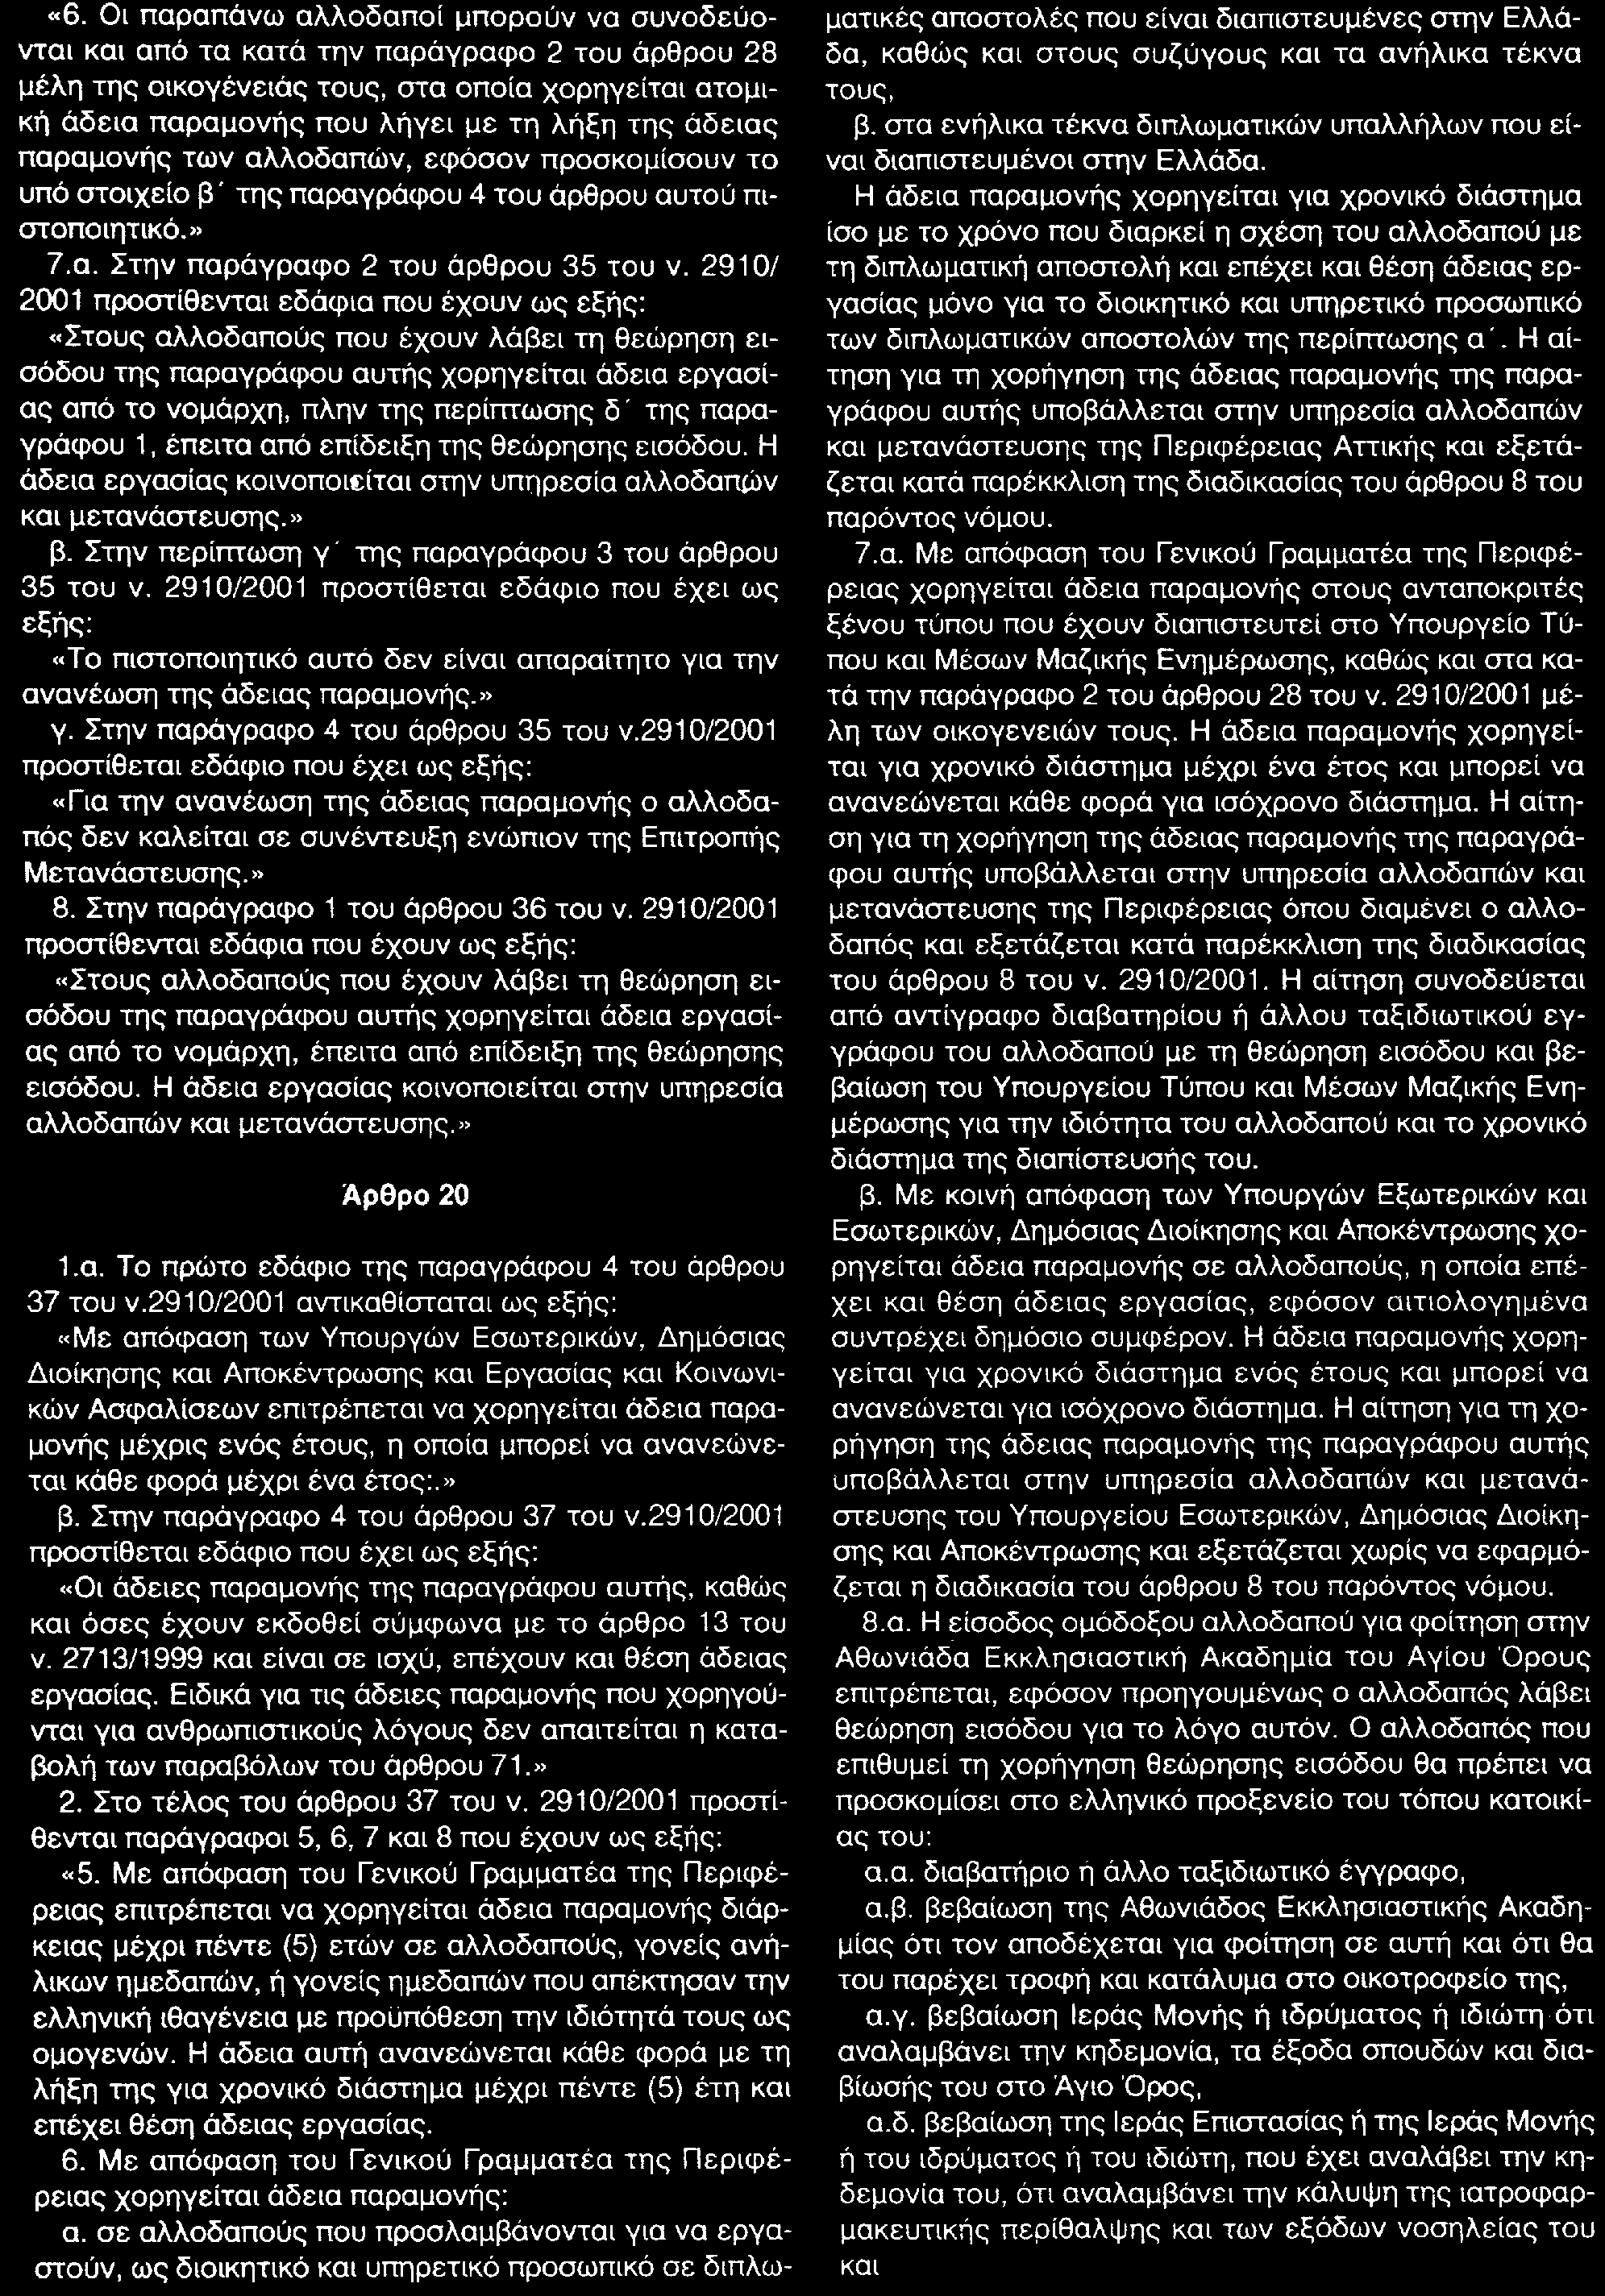 «6. Οι παραπάνω αλλοδαποί μπορούν να συνοδεύο-
νται και από τα κατά την παράγραφο 2 του άρθρου 28
μέλη της οικογένειάς τους, στα οποία χορηγείται ατομι-
κή άδεια παραμονής που λήγει με τη λήξη της άδειας
παραμονής των αλλοδαπών, εφόσον προσκομίσουν το
υπό στοιχείο β΄ της παραγράφου 4 του άρθρου αυτού πι-
στοποιητικό.»
7.α. Στην παράγραφο 2 του άρθρου 35 του ν. 2910/
2001 προστίθενται εδάφια που έχουν ως εξής:
«Στους αλλοδαπούς που έχουν λάβει τη θεώρηση ει-
σόδου της παραγράφου αυτής χορηγείται άδεια εργασί-
ας από το νομάρχη, πλην της περίπτωσης δ΄ της παρα-
γράφου 1, έπειτα από επίδειξη της θεώρησης εισόδου. Η
άδεια εργασίας κοινοποιείται στην υπηρεσία αλλοδαπών
και μετανάστευσης.»
β. Στην περίπτωση γ΄ της παραγράφου 3 του άρθρου
35 του ν. 2910/2001 προστίθεται εδάφιο που έχει ως
εξής:
«Το πιστοποιητικό αυτό δεν είναι απαραίτητο για την
ανανέωση της άδειας παραμονής.»
γ. Στην παράγραφο 4 του άρθρου 35 του ν.2910/2001
προστίθεται εδάφιο που έχει ως εξής:
«Για την ανανέωση της άδειας παραμονής ο αλλοδα-
πός δεν καλείται σε συνέντευξη ενώπιον της Επιτροπής
Μετανάστευσης.»
8. Στην παράγραφο 1 του άρθρου 36 του ν. 2910/2001
προστίθενται εδάφια που έχουν ως εξής:
«Στους αλλοδαπούς που έχουν λάβει τη θεώρηση ει-
σόδου της παραγράφου αυτής χορηγείται άδεια εργασί-
ας από το νομάρχη, έπειτα από επίδειξη της θεώρησης
εισόδου. Η άδεια εργασίας κοινοποιείται στην υπηρεσία
αλλοδαπών και μετανάστευσης.»
Άρθρο 20
1.α. Το πρώτο εδάφιο της παραγράφου 4 του άρθρου
37 του ν.2910/2001 αντικαθίσταται ως εξής:
«Με απόφαση των Υπουργών Εσωτερικών, Δημόσιας
Διοίκησης και Αποκέντρωσης και Εργασίας και Κοινωνι-
κών Ασφαλίσεων επιτρέπεται να χορηγείται άδεια παρα-
μονής μέχρις ενός έτους, η οποία μπορεί να ανανεώνε-
ται κάθε φορά μέχρι ένα έτος:.»
β. Στην παράγραφο 4 του άρθρου 37 του ν.2910/2001
προστίθεται εδάφιο που έχει ως εξής:
«Οι άδειες παραμονής της παραγράφου αυτής, καθώς
και όσες έχουν εκδοθεί σύμφωνα με το άρθρο 13 του
ν. 2713/1999 και είναι σε ισχύ, επέχουν και θέση άδειας
εργασίας. Ειδικά για τις άδειες παραμονής που χορηγού-
νται για ανθρωπιστικούς λόγους δεν απαιτείται η κατα-
βολή των παραβόλων του άρθρου 71.»
2. Στο τέλος του άρθρου 37 του ν. 2910/2001 προστί-
θενται παράγραφοι 5, 6, 7 και 8 που έχουν ως εξής:
«5. Με απόφαση του Γενικού Γραμματέα της Περιφέ-
ρειας επιτρέπεται να χορηγείται άδεια παραμονής διάρ-
κειας μέχρι πέντε (5) ετών σε αλλοδαπούς, γονείς ανή-
λικων ημεδαπών, ή γονείς ημεδαπών που απέκτησαν την
ελληνική ιθαγένεια με προϋπόθεση την ιδιότητά τους ως
ομογενών. Η άδεια αυτή ανανεώνεται κάθε φορά με τη
λήξη της για χρονικό διάστημα μέχρι πέντε (5) έτη και
επέχει θέση άδειας εργασίας.
6. Με απόφαση του Γενικού Γραμματέα της Περιφέ-
ρειας χορηγείται άδεια παραμονής:
α. σε αλλοδαπούς που προσλαμβάνονται για να εργα-
στούν, ως διοικητικό και υπηρετικό προσωπικό σε διπλω-
ματικές αποστολές που είναι διαπιστευμένες στην Ελλά-
δα, καθώς και στους συζύγους και τα ανήλικα τέκνα
τους,
β. στα ενήλικα τέκνα διπλωματικών υπαλλήλων που εί-
ναι διαπιστευμένοι στην Ελλάδα.
Η άδεια παραμονής χορηγείται για χρονικό διάστημα
ίσο με το χρόνο που διαρκεί η σχέση του αλλοδαπού με
τη διπλωματική αποστολή και επέχει και θέση άδειας ερ-
γασίας μόνο για το διοικητικό και υπηρετικό προσωπικό
των διπλωματικών αποστολών της περίπτωσης α΄. Η αί-
τηση για τη χορήγηση της άδειας παραμονής της παρα-
γράφου αυτής υποβάλλεται στην υπηρεσία αλλοδαπών
και μετανάστευσης της Περιφέρειας Αττικής και εξετά-
ζεται κατά παρέκκλιση της διαδικασίας του άρθρου 8 του
παρόντος νόμου.
7.α. Με απόφαση του Γενικού Γραμματέα της Περιφέ-
ρειας χορηγείται άδεια παραμονής στους ανταποκριτές
ξένου τύπου που έχουν διαπιστευτεί στο Υπουργείο Τύ-
που και Μέσων Μαζικής Ενημέρωσης, καθώς και στα κα-
τά την παράγραφο 2 του άρθρου 28 του ν. 2910/2001 μέ-
λη των οικογενειών τους. Η άδεια παραμονής χορηγεί-
ται για χρονικό διάστημα μέχρι ένα έτος και μπορεί να
ανανεώνεται κάθε φορά για ισόχρονο διάστημα. Η αίτη-
ση για τη χορήγηση της άδειας παραμονής της παραγρά-
φου αυτής υποβάλλεται στην υπηρεσία αλλοδαπών και
μετανάστευσης της Περιφέρειας όπου διαμένει ο αλλο-
δαπός και εξετάζεται κατά παρέκκλιση της διαδικασίας
του άρθρου 8 του ν. 2910/2001. Η αίτηση συνοδεύεται
από αντίγραφο διαβατηρίου ή άλλου ταξιδιωτικού εγ-
γράφου του αλλοδαπού με τη θεώρηση εισόδου και βε-
βαίωση του Υπουργείου Τύπου και Μέσων Μαζικής Ενη-
μέρωσης για την ιδιότητα του αλλοδαπού και το χρονικό
διάστημα της διαπίστευσής του.
β. Με κοινή απόφαση των Υπουργών Εξωτερικών και
Εσωτερικών, Δημόσιας Διοίκησης και Αποκέντρωσης χο-
ρηγείται άδεια παραμονής σε αλλοδαπούς, η οποία επέ-
χει και θέση άδειας εργασίας, εφόσον αιτιολογημένα
συντρέχει δημόσιο συμφέρον. Η άδεια παραμονής χορη-
γείται για χρονικό διάστημα ενός έτους και μπορεί να
ανανεώνεται για ισόχρονο διάστημα. Η αίτηση για τη χο-
ρήγηση της άδειας παραμονής της παραγράφου αυτής
υποβάλλεται στην υπηρεσία αλλοδαπών και μετανά-
στευσης του Υπουργείου Εσωτερικών, Δημόσιας Διοίκη-
σης και Αποκέντρωσης και εξετάζεται χωρίς να εφαρμό-
ζεται η διαδικασία του άρθρου 8 του παρόντος νόμου.
8.α. Η είσοδος ομόδοξου αλλοδαπού για φοίτηση στην
Αθωνιάδα Εκκλησιαστική Ακαδημία του Αγίου Όρους
επιτρέπεται, εφόσον προηγουμένως ο αλλοδαπός λάβει
θεώρηση εισόδου για το λόγο αυτόν. Ο αλλοδαπός που
επιθυμεί τη χορήγηση θεώρησης εισόδου θα πρέπει να
προσκομίσει στο ελληνικό προξενείο του τόπου κατοικί-
ας του:
α.α. διαβατήριο ή άλλο ταξιδιωτικό έγγραφο,
α.β. βεβαίωση της Αθωνιάδος Εκκλησιαστικής Ακαδη-
μίας ότι τον αποδέχεται για φοίτηση σε αυτή και ότι θα
του παρέχει τροφή και κατάλυμα στο οικοτροφείο της,
α.γ. βεβαίωση Ιεράς Μονής ή ιδρύματος ή ιδιώτη ότι
αναλαμβάνει την κηδεμονία, τα έξοδα σπουδών και δια-
βίωσής του στο Άγιο Όρος,
α.δ. βεβαίωση της Ιεράς Επιστασίας ή της Ιεράς Μονής
ή του ιδρύματος ή του ιδιώτη, που έχει αναλάβει την κη-
δεμονία του, ότι αναλαμβάνει την κάλυψη της ιατροφαρ-
μακευτικής περίθαλψης και των εξόδων νοσηλείας του
και